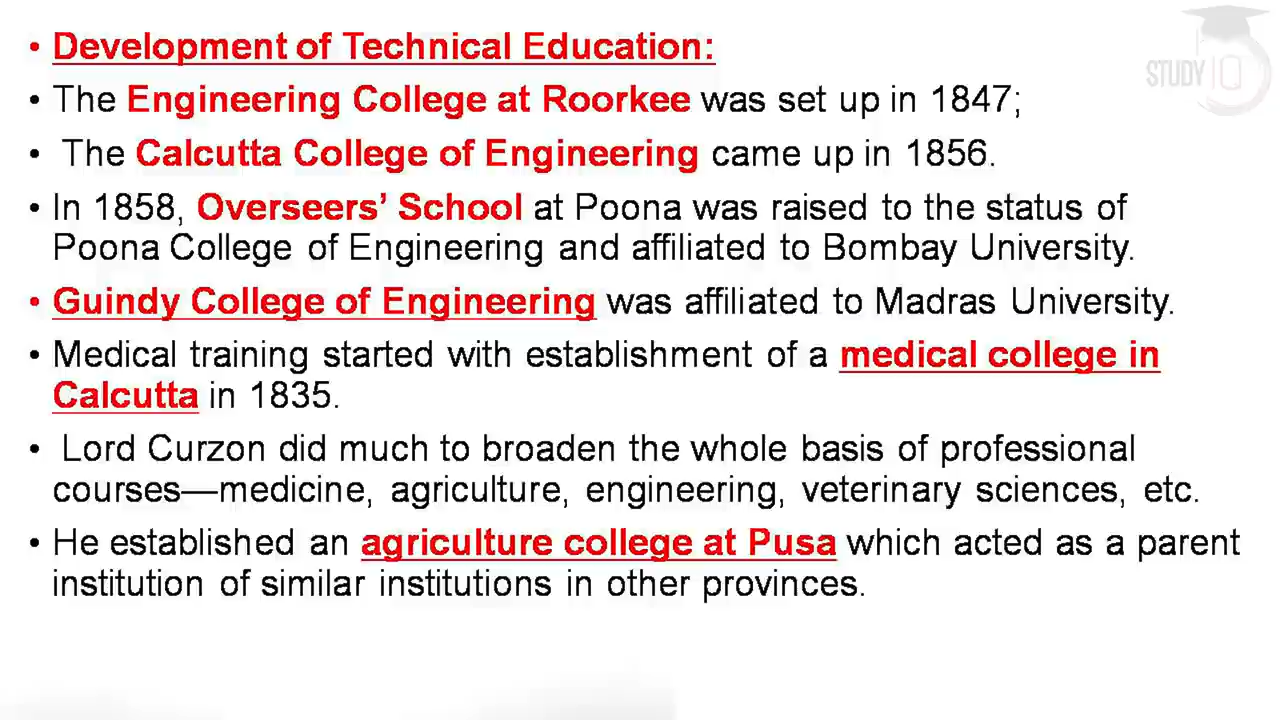 • Development of Technical Education:
• The Engineering College at Roorkee was set up in 1847;
• The Calcutta College of Engineering came up in 1856.
• In 1858, Overseers’ School at Poona was raised to the status of
Poona College of Engineering and affiliated to Bombay University.
• Guindy College of Engineering was affiliated to Madras University.
• Medical training started with establishment of a medical college in
Calcutta in 1835.
• Lord Curzon did much to broaden the whole basis of professional
courses—medicine, agriculture, engineering, veterinary sciences, etc.
• He established an agriculture college at Pusa which acted as a parent
institution of similar institutions in other provinces.
STUDY IQ